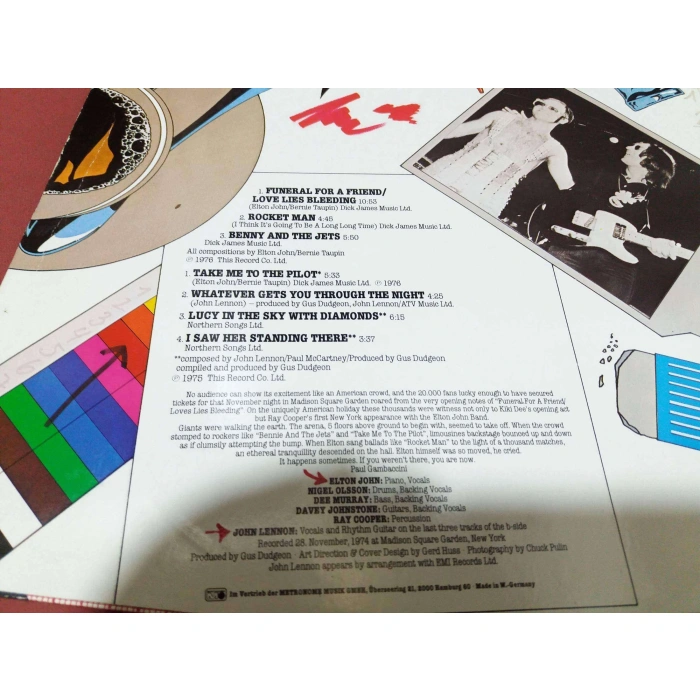 1. FUNERAL FOR A FRIEND/
LOVE LIES BLEEDING 10:53
(Elton John/Bernie Taupin) Dick James Music Ltd.
2. ROCKET MAN 4:45
(I Think It's Going To Be A Long Long Time) Dick James Music Ltd.
3. BENNY AND THE JETS 5:50
Dick James Music Ltd.
All compositions by Elton John/Bernie Taupin
℗ 1976 This Record Co. Ltd.
1. TAKE ME TO THE PILOT* 5:33
(Elton John/Bernie Taupin) Dick James Music Ltd. ℗ 1976
2. WHATEVER GETS YOU THROUGH THE NIGHT 4:25
(John Lennon) – produced by Gus Dudgeon, John Lennon/ATV Music Ltd.
3. LUCY IN THE SKY WITH DIAMONDS** 6:15
Northern Songs Ltd.
4. I SAW HER STANDING THERE** 3:37
Northern Songs Ltd.
**composed by John Lennon/Paul McCartney/Produced by Gus Dudgeon
compiled and produced by Gus Dudgeon
℗ 1975 This Record Co. Ltd.
No audience can show its excitement like an American crowd, and the 20.000 fans lucky enough to have secured
tickets for that November night in Madison Square Garden roared from the very opening notes of "Funeral For A Friend/
Loves Lies Bleeding" On the uniquely American holiday these thousands were witness not only to Kiki Dee's opening act
but Ray Cooper's first New York appearance with the Elton John Band.
Giants were walking the earth. The arena, 5 floors above ground to begin with, seemed to take off. When the crowd
stomped to rockers like "Bennie And The Jets" and "Take Me To The Pilot", limousines backstage bounced up and down
as if clumsily attempting the bump. When Elton sang ballads like "Rocket Man" to the light of a thousand matches,
an ethereal tranquility descended on the hall. Elton himself was so moved, he cried.
It happens sometimes. If you weren't there, you are now.
Paul Gambaccini
ELTON JOHN: Piano, Vocals
NIGEL OLSSON: Drums, Backing Vocals
DEE MURRAY: Bass, Backing Vocals
DAVEY JOHNSTONE: Guitars, Backing Vocals
RAY COOPER: Percussion
JOHN LENNON: Vocals and Rhythm Guitar on the last three tracks of the b-side
Recorded 28. November, 1974 at Madison Square Garden, New York
Produced by Gus Dudgeon · Art Direction & Cover Design by Gerd Huss · Photography by Chuck Pulin
John Lennon appears by arrangement with EMI Records Ltd.
Im Vertrieb der METRONOME MUSIK GMBH, Überseering 21, 2000 Hamburg 60 · Made in W.-Germany